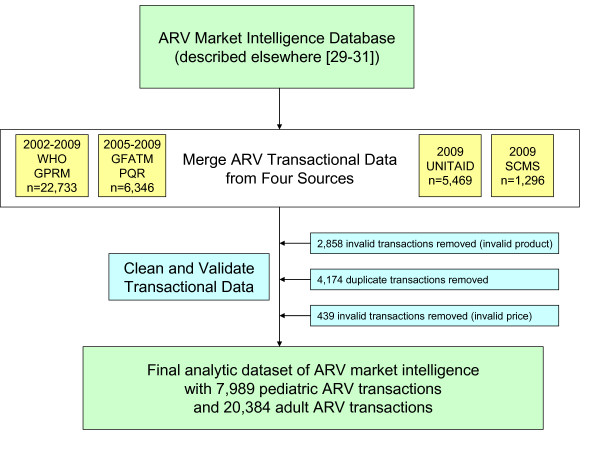 ARV Market Intelligence Database
(described elsewhere [29-31])
2002-2009
WHO
GPRM
n=22,733
2005-2009
GFATM
PQR
n=6,346
Merge ARV Transactional Data
from Four Sources
2009
UNITAID
n=5,469
2009
SCMS
n=1,296
Clean and Validate
Transactional Data
2,858 invalid transactions removed (invalid product)
4,174 duplicate transactions removed
439 invalid transactions removed (invalid price)
Final analytic dataset of ARV market intelligence
with 7,989 pediatric ARV transactions
and 20,384 adult ARV transactions